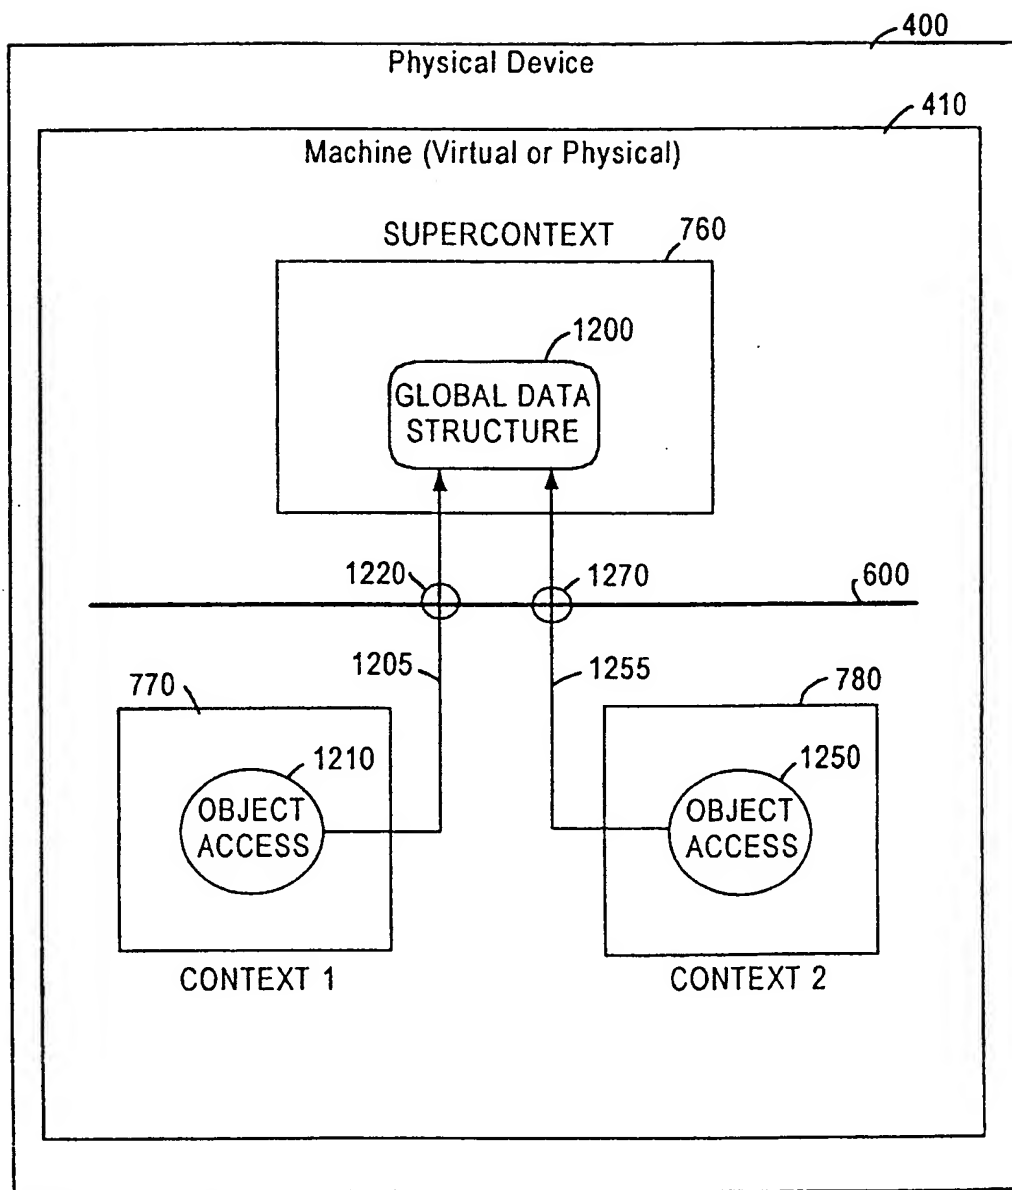 400
Physical Device
410
Machine (Virtual or Physical)
SUPERCONTEXT
760
1200
GLOBAL DATA
STRUCTURE
1220
1270
600
1205
1255
770
780
1210
1250
OBJECT
ACCESS
OBJECT
ACCESS
CONTEXT 1
CONTEXT 2